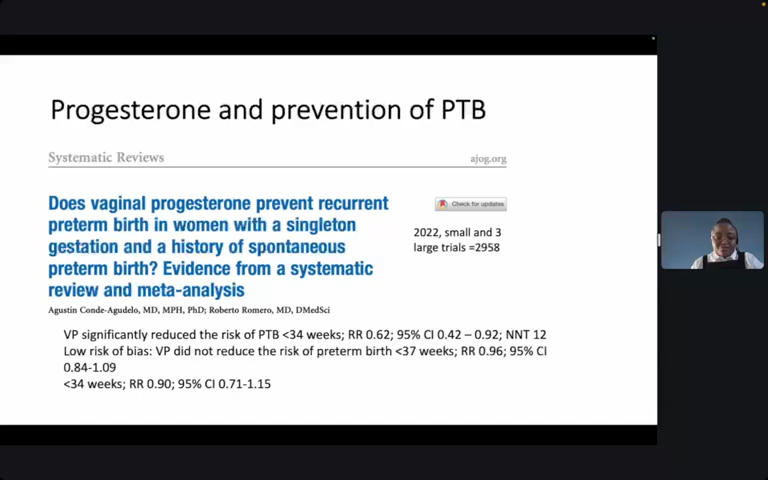 Progesterone and prevention of PTB
Systematic Reviews
ajog.org
Does vaginal progesterone prevent recurrent
preterm birth in women with a singleton
gestation and a history of spontaneous
preterm birth? Evidence from a systematic
review and meta-analysis
Check for updates
2022, small and 3
large trials =2958
Agustin Conde-Agudelo, MD, MPH, PhD; Roberto Romero, MD, DMedSci
VP significantly reduced the risk of PTB <34 weeks; RR 0.62; 95% CI 0.42 – 0.92; NNT 12
Low risk of bias: VP did not reduce the risk of preterm birth <37 weeks; RR 0.96; 95% CI
0.84-1.09
<34 weeks; RR 0.90; 95% CI 0.71-1.15